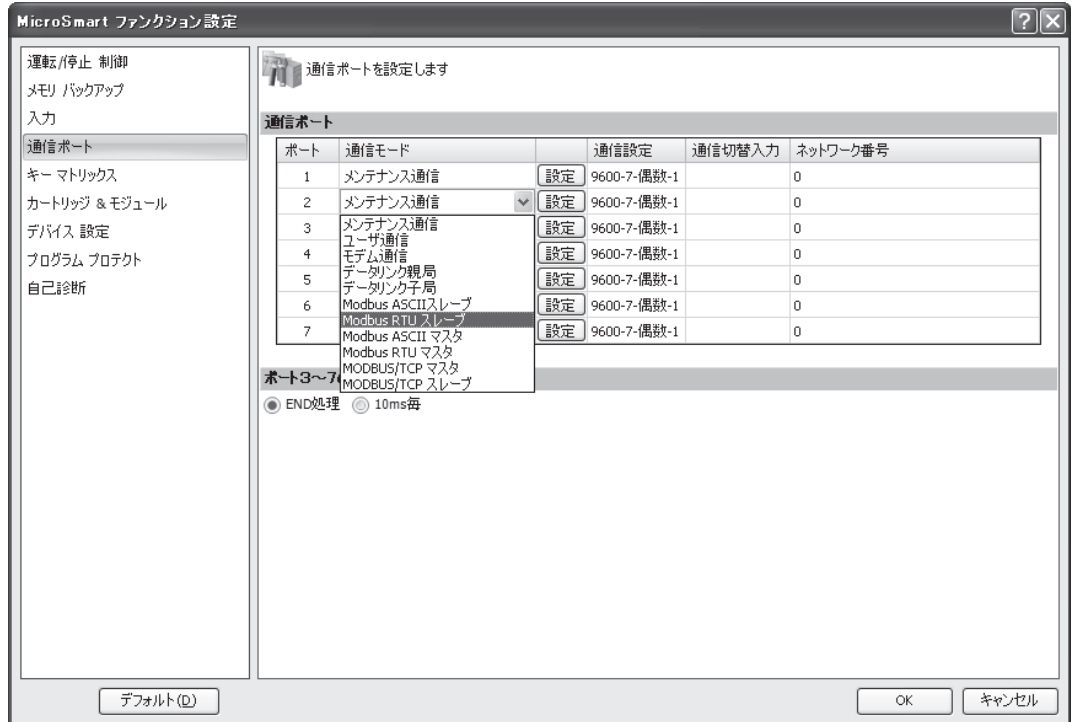 MicroSmart ファンクション設定
運転/停止 制御
メモリ バックアップ
入力
通信ポート
キー マトリックス
カートリッジ & モジュール
デバイス 設定
プログラム プロテクト
自己診断
通信ポートを設定します
通信ポート
ポート 通信モード 通信設定 通信切替入力 ネットワーク番号
1 メンテナンス通信 設定 9600-7-偶数-1 0
2 メンテナンス通信 設定 9600-7-偶数-1 0
3 設定 9600-7-偶数-1 0
4 設定 9600-7-偶数-1 0
5 設定 9600-7-偶数-1 0
6 設定 9600-7-偶数-1 0
7 設定 9600-7-偶数-1 0
メンテナンス通信
ユーザ通信
モデム通信
データリンク親局
データリンク子局
Modbus ASCIIスレーブ
Modbus RTU スレーブ
Modbus ASCII マスタ
Modbus RTU マスタ
MODBUS/TCP マスタ
MODBUS/TCP スレーブ
ポート3～7
END処理 10ms毎
デフォルト(D) OK キャンセル